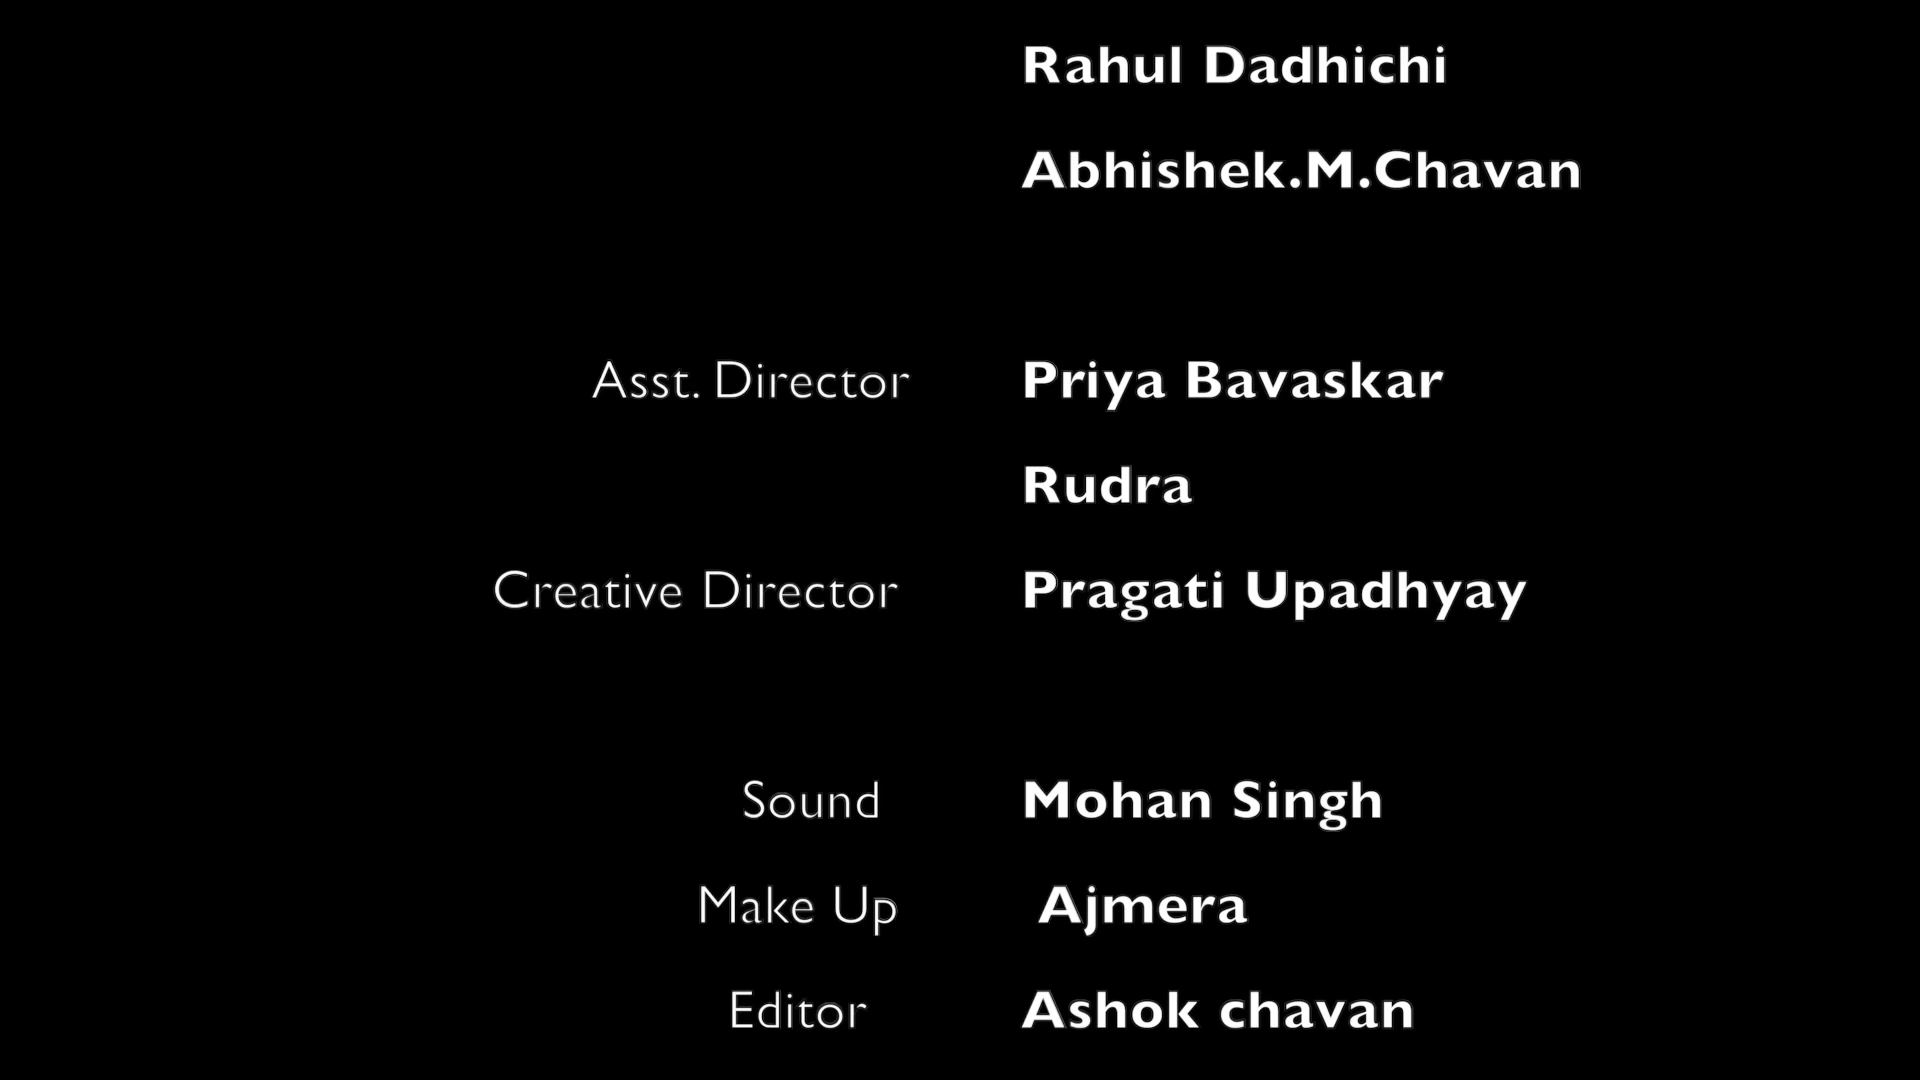 Rahul Dadhichi
Abhishek.M.Chavan
Asst. Director Priya Bavaskar
Rudra
Creative Director Pragati Upadhyay
Sound Mohan Singh
Make Up Ajmera
Editor Ashok chavan